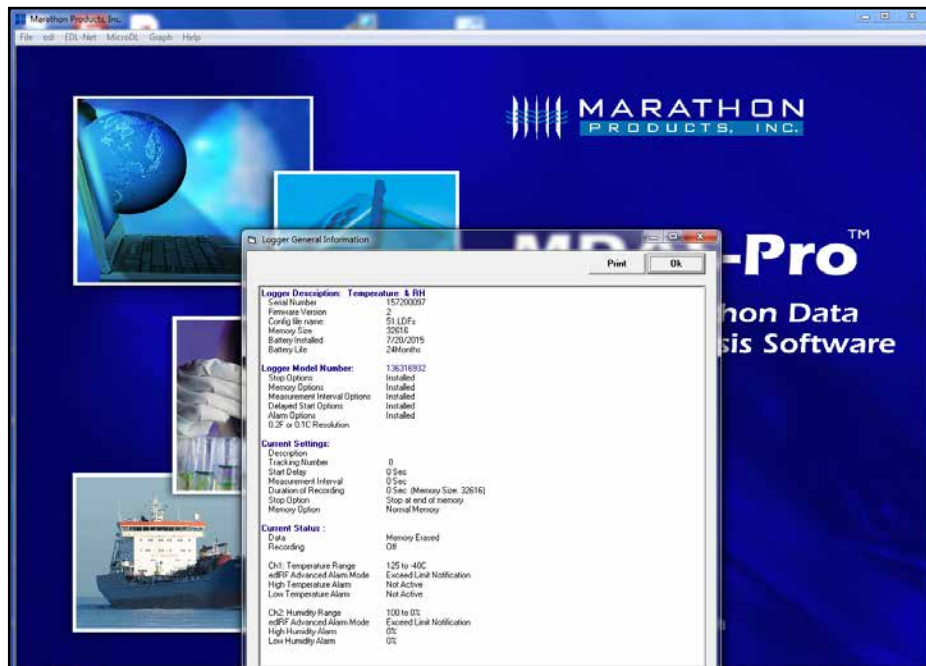 Marathon Products, Inc.
File edl EDL-Net MicroDL Graph Help
MARATHON
PRODUCTS, INC.
Logger General Information
-Pro™
Print Ok
hon Data
sis Software
Logger Description: Temperature & RH
Serial Number 157200097
Firmware Version 2
Config file name: 51.LDFs
Memory Size 32616
Battery Installed 7/20/2015
Battery Life 24Months
Logger Model Number: 136316932
Stop Options Installed
Memory Options Installed
Measurement Interval Options Installed
Delayed Start Options Installed
Alarm Options Installed
0.2F or 0.1C Resolution
Current Settings:
Description
Tracking Number 0
Start Delay 0 Sec
Measurement Interval 0 Sec
Duration of Recording 0 Sec (Memory Size: 32616)
Stop Option Stop at end of memory
Memory Option Normal Memory
Current Status :
Data Memory Erased
Recording Off
Ch1: Temperature Range 125 to -40C
edlRF Advanced Alarm Mode Exceed Limit Notification
High Temperature Alarm Not Active
Low Temperature Alarm Not Active
Ch2: Humidity Range 100 to 0%
edlRF Advanced Alarm Mode Exceed Limit Notification
High Humidity Alarm 0%
Low Humidity Alarm 0%